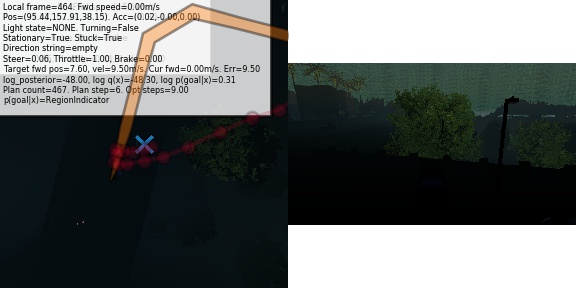 Local frame=464. Fwd speed=0.00m/s
Pos=(95.44,157.91,38.15). Acc=(0.02,-0.00,0.00)
Light state=NONE. Turning=False
Stationary=True. Stuck=True
Direction string=empty
Steer=0.06, Throttle=1.00, Brake=0.00
Target fwd pos=7.60, vel=9.50m/s. Cur fwd=0.00m/s. Err=9.50
log_posterior=-48.00, log q(x)=-48.30, log p(goal|x)=0.31
Plan count=467. Plan step=6. Opt steps=9.00
p(goal|x)=RegionIndicator